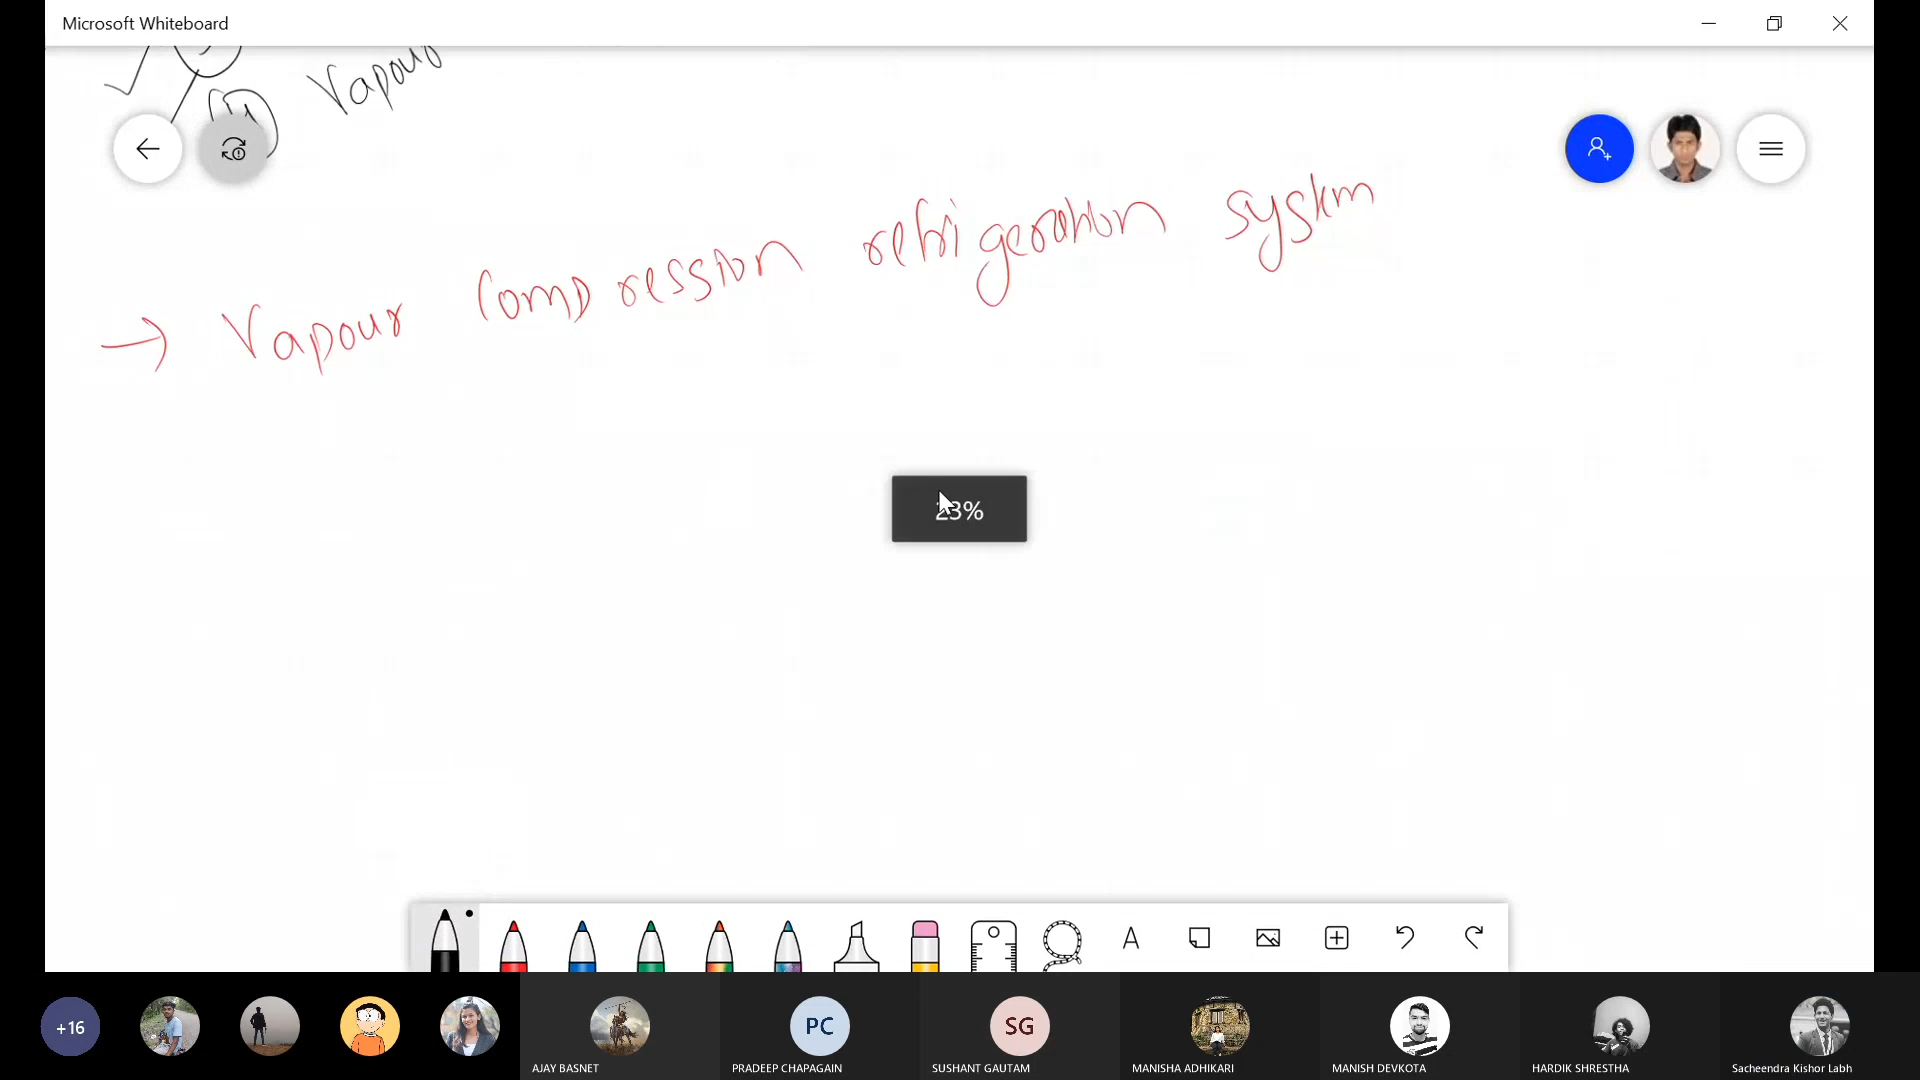 Microsoft Whiteboard
Vapour
→ Vapour Compression refrigeration system
23%
A
+16
PC
SG
AJAY BASNET
PRADEEP CHAPAGAIN
SUSHANT GAUTAM
MANISHA ADHIKARI
MANISH DEVKOTA
HARDIK SHRESTHA
Sacheendra Kishor Labh